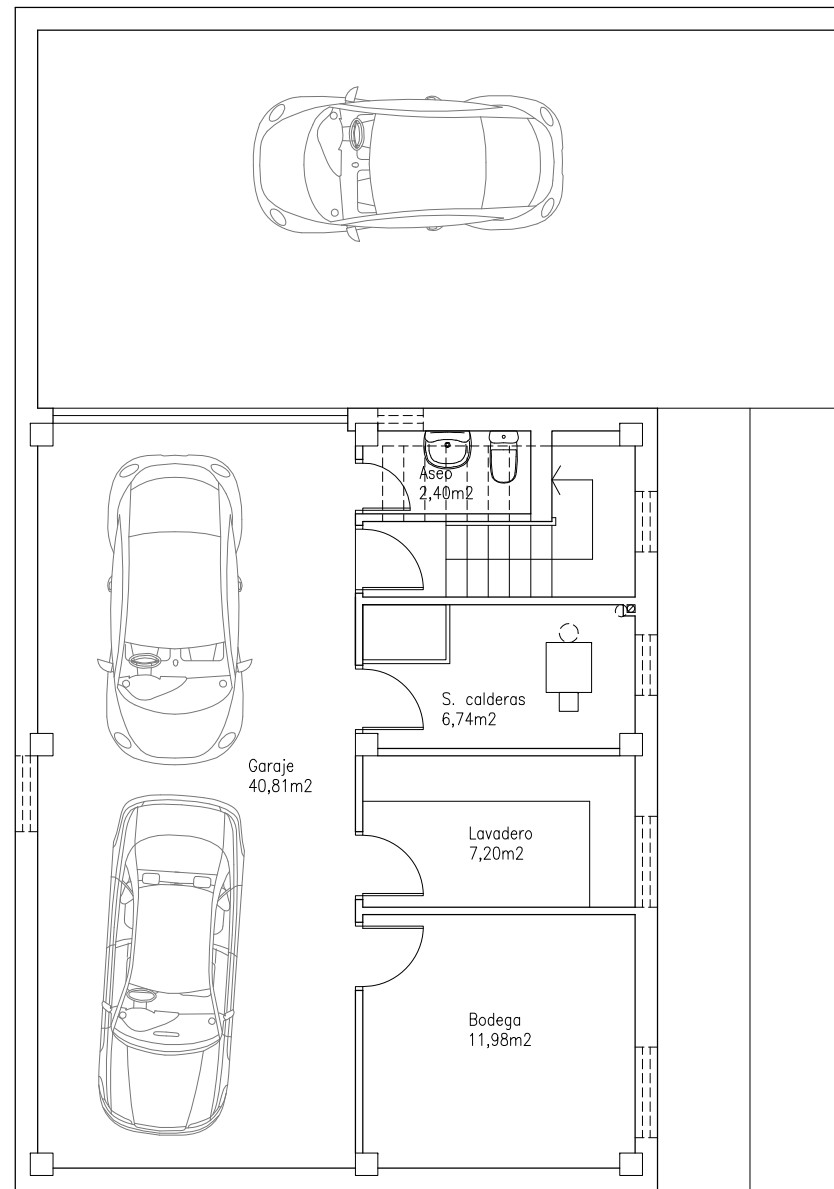 Aseo
2,40m2
S. calderas
6,74m2
Garaje
40,81m2
Lavadero
7,20m2
Bodega
11,98m2